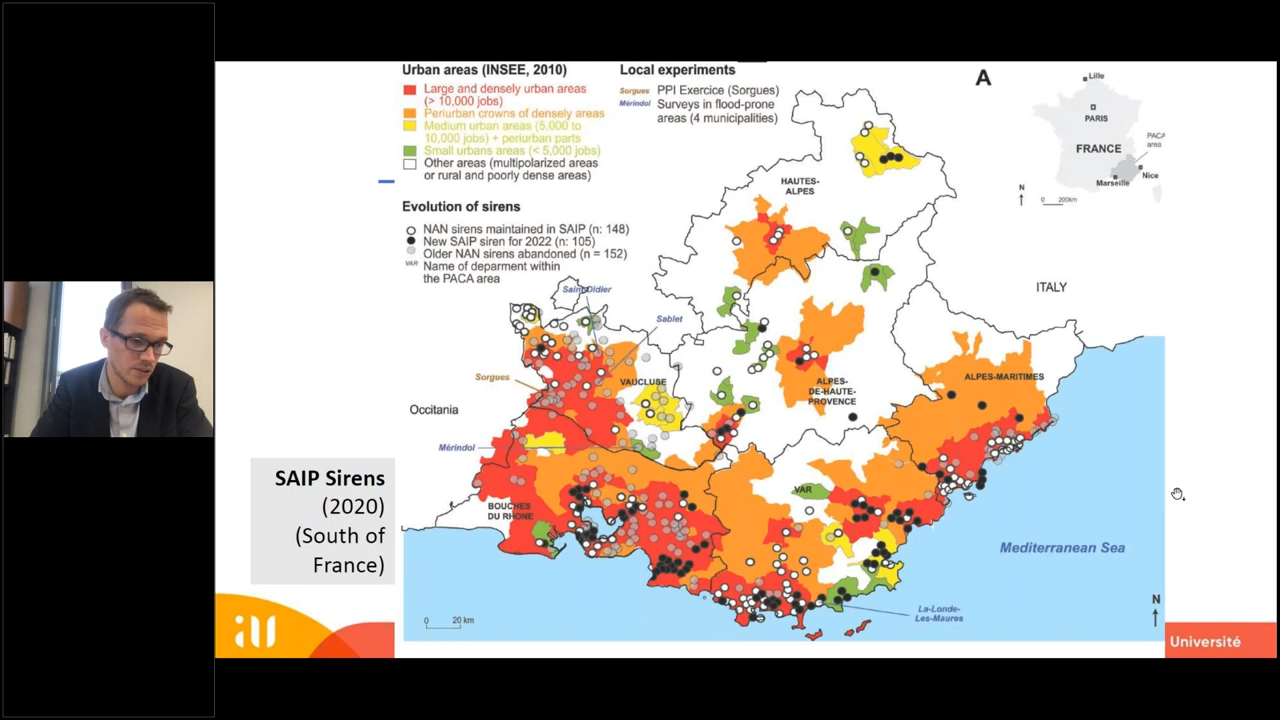 Urban areas (INSEE, 2010)
Large and densely urban areas
(> 10,000 jobs)
Periurban crowns of densely areas
Medium urban areas (5,000 to
10,000 jobs) + periurban parts
Small urbans areas (< 5,000 jobs)
Other areas (multipolarized areas
or rural and poorly dense areas)
Local experiments
Sorgues PPI Exercice (Sorgues)
Mérindol Surveys in flood-prone
areas (4 municipalities)
Evolution of sirens
NAN sirens maintained in SAIP (n: 148)
New SAIP siren for 2022 (n: 105)
Older NAN sirens abandoned (n = 152)
VAR Name of deparment within
the PACA area
A
Lille
PARIS
FRANCE
PACA
area
Nice
Marseille
N
0 200km
HAUTES-
ALPES
ITALY
Saint-Didier
Sablet
Sorgues
VAUCLUSE
Occitania
ALPES-
DE-HAUTE-
PROVENCE
ALPES-MARITIMES
Mérindol
VAR
BOUCHES
DU RHONE
Mediterranean Sea
La-Londe-
Les-Maures
N
0 20 km
SAIP Sirens
(2020)
(South of
France)
au
Université